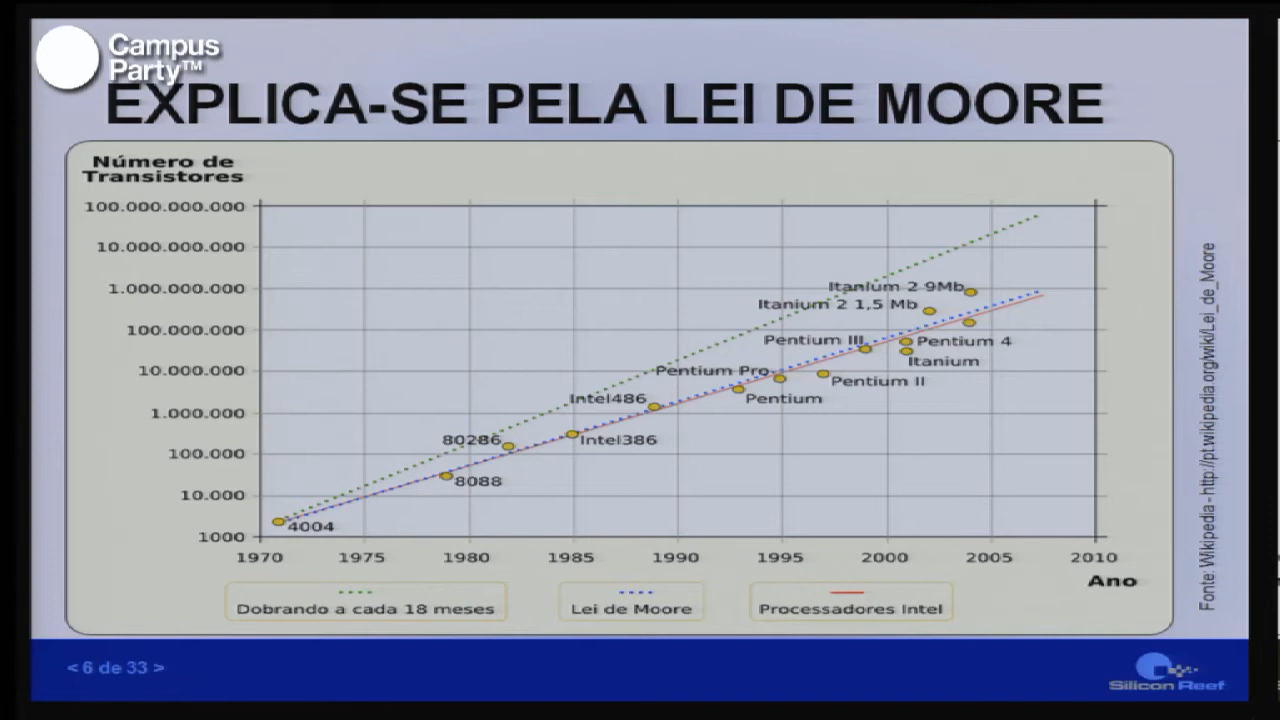 Campus
Party™
EXPLICA-SE PELA LEI DE MOORE
Número de
Transistores
100.000.000.000
10.000.000.000
1.000.000.000
100.000.000
10.000.000
1.000.000
100.000
10.000
1000
Itanium 2 9Mb
Itanium 2 1,5 Mb
Pentium III
Pentium 4
Itanium
Pentium Pro
Pentium II
Intel486
Pentium
80286
Intel386
8088
4004
1970 1975 1980 1985 1990 1995 2000 2005 2010
Ano
Dobrando a cada 18 meses
Lei de Moore
Processadores Intel
Fonte: Wikipedia - http://pt.wikipedia.org/wiki/Lei_de_Moore
< 6 de 33 >
Silicon Reef